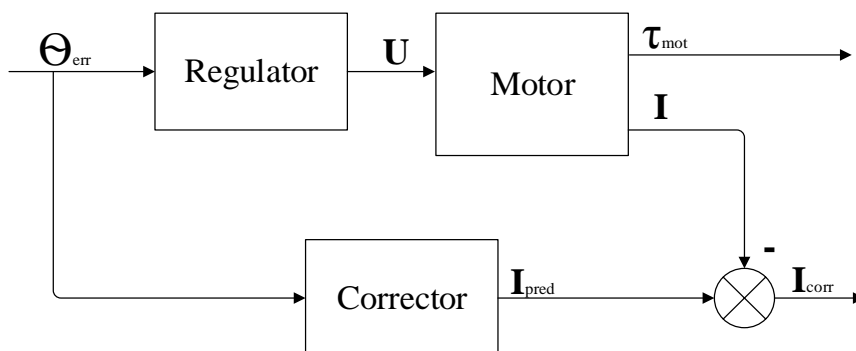 Θerr
Regulator
U
Motor
τmot
I
-
Corrector
Ipred
Icorr